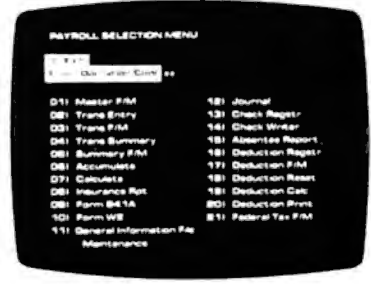 PAYROLL SELECTION MENU
01) Master F/M
02) Trans Entry
03) Trans F/M
04) Trans Summary
05) Summary F/M
06) Accumulate
07) Calculate
08) Insurance Rpt.
09) Form 941A
10) Form W2
11) General Information File
Maintenance
12) Journal
13) Check Registr
14) Check Writer
15) Absentee Report
16) Deduction Registr
17) Deduction F/M
18) Deduction Reset
19) Deduction Calc
20) Deduction Print
21) Federal Tax F/M